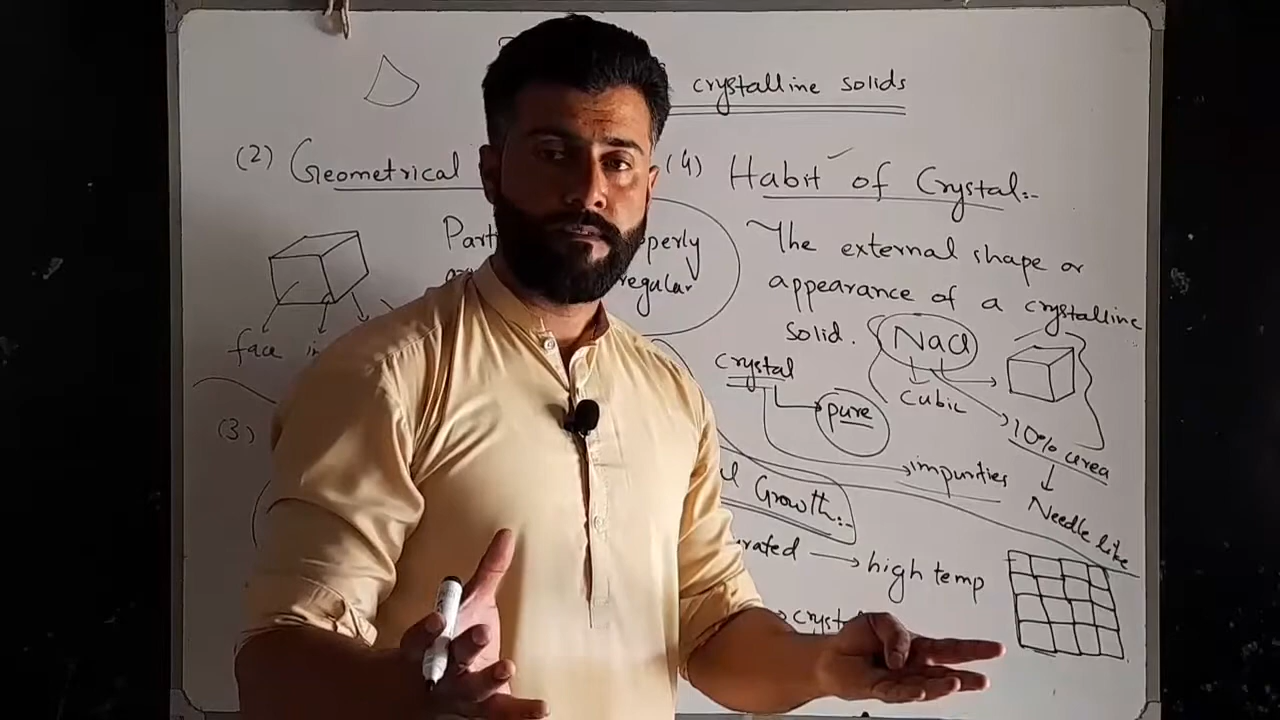 crystalline solids
(2) Geometrical
Part
operly
regular
face
(3)
(4) Habit of Crystal:-
The external shape or
appearance of a crystalline
solid.
NaCl
cubic
crystal
pure
impurities
10% urea
Needle like
Growth:-
rated → high temp
cryst